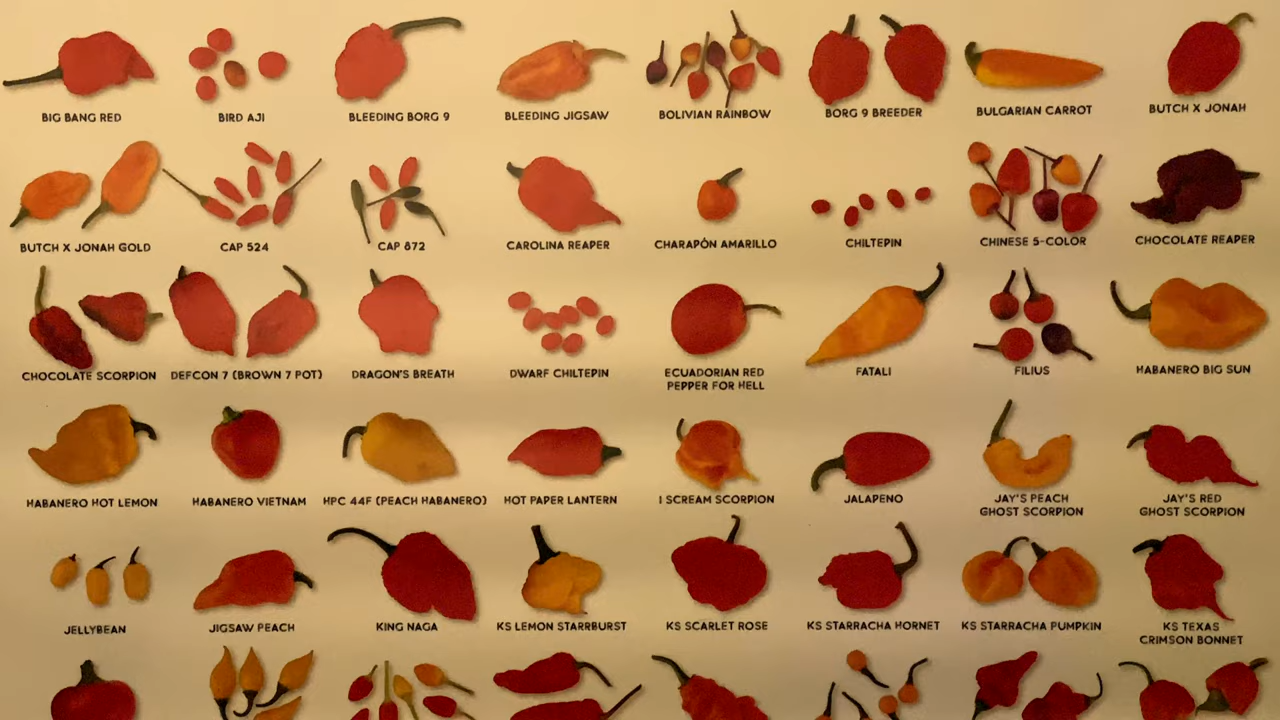 BIG BANG RED
BIRD AJI
BLEEDING BORG 9
BLEEDING JIGSAW
BOLIVIAN RAINBOW
BORG 9 BREEDER
BULGARIAN CARROT
BUTCH X JONAH
BUTCH X JONAH GOLD
CAP 524
CAP 872
CAROLINA REAPER
CHARAPÓN AMARILLO
CHILTEPIN
CHINESE 5-COLOR
CHOCOLATE REAPER
CHOCOLATE SCORPION
DEFCON 7 (BROWN 7 POT)
DRAGON'S BREATH
DWARF CHILTEPIN
ECUADORIAN RED
PEPPER FOR HELL
FATALI
FILIUS
HABANERO BIG SUN
HABANERO HOT LEMON
HABANERO VIETNAM
HPC 44F (PEACH HABANERO)
HOT PAPER LANTERN
I SCREAM SCORPION
JALAPENO
JAY'S PEACH
GHOST SCORPION
JAY'S RED
GHOST SCORPION
JELLYBEAN
JIGSAW PEACH
KING NAGA
KS LEMON STARRBURST
KS SCARLET ROSE
KS STARRACHA HORNET
KS STARRACHA PUMPKIN
KS TEXAS
CRIMSON BONNET